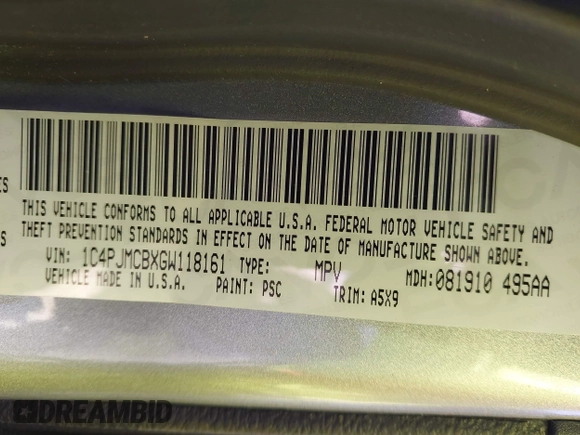 ES
THIS VEHICLE CONFORMS TO ALL APPLICABLE U.S.A. FEDERAL MOTOR VEHICLE SAFETY AND
S
THEFT PREVENTION STANDARDS IN EFFECT ON THE DATE OF MANUFACTURE SHOWN ABOVE.
VIN: 1C4PJMCBXGW118161 TYPE: MPV MDH:081910 495AA
VEHICLE MADE IN U.S.A. PAINT: PSC TRIM: A5X9
DREAMBID